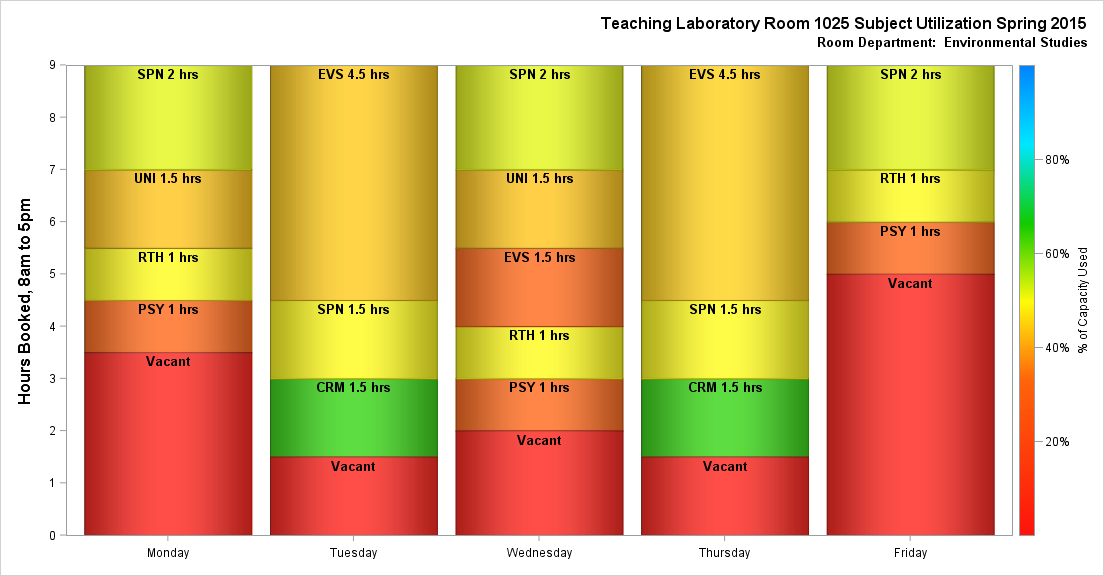 Teaching Laboratory Room 1025 Subject Utilization Spring 2015
Room Department: Environmental Studies
Hours Booked, 8am to 5pm
9
8
7
6
5
4
3
2
1
0
SPN 2 hrs
UNI 1.5 hrs
RTH 1 hrs
PSY 1 hrs
Vacant
EVS 4.5 hrs
SPN 1.5 hrs
CRM 1.5 hrs
Vacant
SPN 2 hrs
UNI 1.5 hrs
EVS 1.5 hrs
RTH 1 hrs
PSY 1 hrs
Vacant
EVS 4.5 hrs
SPN 1.5 hrs
CRM 1.5 hrs
Vacant
SPN 2 hrs
RTH 1 hrs
PSY 1 hrs
Vacant
Monday
Tuesday
Wednesday
Thursday
Friday
80%
60%
40%
20%
% of Capacity Used